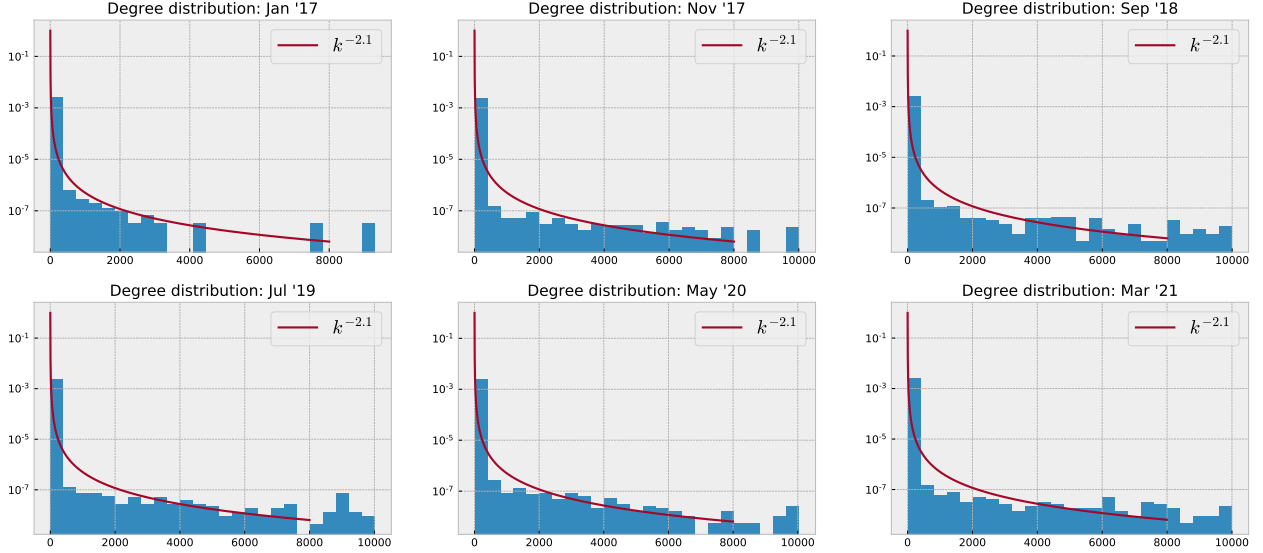 Degree distribution: Jan '17
10⁻¹
10⁻³
10⁻⁵
10⁻⁷
k⁻²·¹
0 2000 4000 6000 8000
Degree distribution: Nov '17
10⁻¹
10⁻³
10⁻⁵
10⁻⁷
k⁻²·¹
0 2000 4000 6000 8000 10000
Degree distribution: Sep '18
10⁻¹
10⁻³
10⁻⁵
10⁻⁷
k⁻²·¹
0 2000 4000 6000 8000 10000
Degree distribution: Jul '19
10⁻¹
10⁻³
10⁻⁵
10⁻⁷
k⁻²·¹
0 2000 4000 6000 8000 10000
Degree distribution: May '20
10⁻¹
10⁻³
10⁻⁵
10⁻⁷
k⁻²·¹
0 2000 4000 6000 8000 10000
Degree distribution: Mar '21
10⁻¹
10⁻³
10⁻⁵
10⁻⁷
k⁻²·¹
0 2000 4000 6000 8000 10000